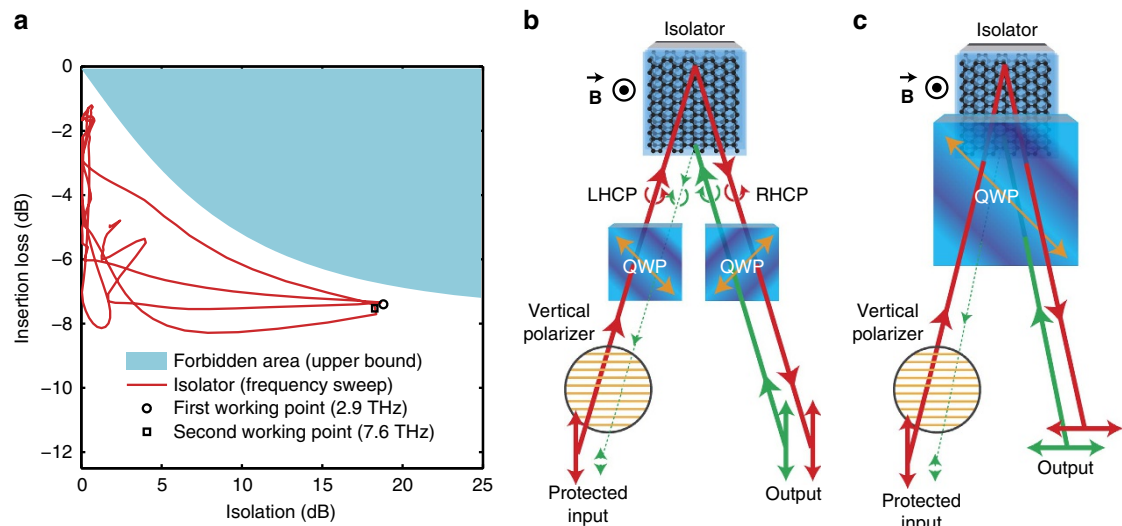 a
0
−2
−4
−6
−8
−10
−12
Insertion loss (dB)
0
5
10
15
20
25
Isolation (dB)
Forbidden area (upper bound)
Isolator (frequency sweep)
First working point (2.9 THz)
Second working point (7.6 THz)
b
Isolator
B
LHCP
RHCP
QWP
QWP
Vertical
polarizer
Protected
input
Output
c
Isolator
B
QWP
Vertical
polarizer
Protected
input
Output